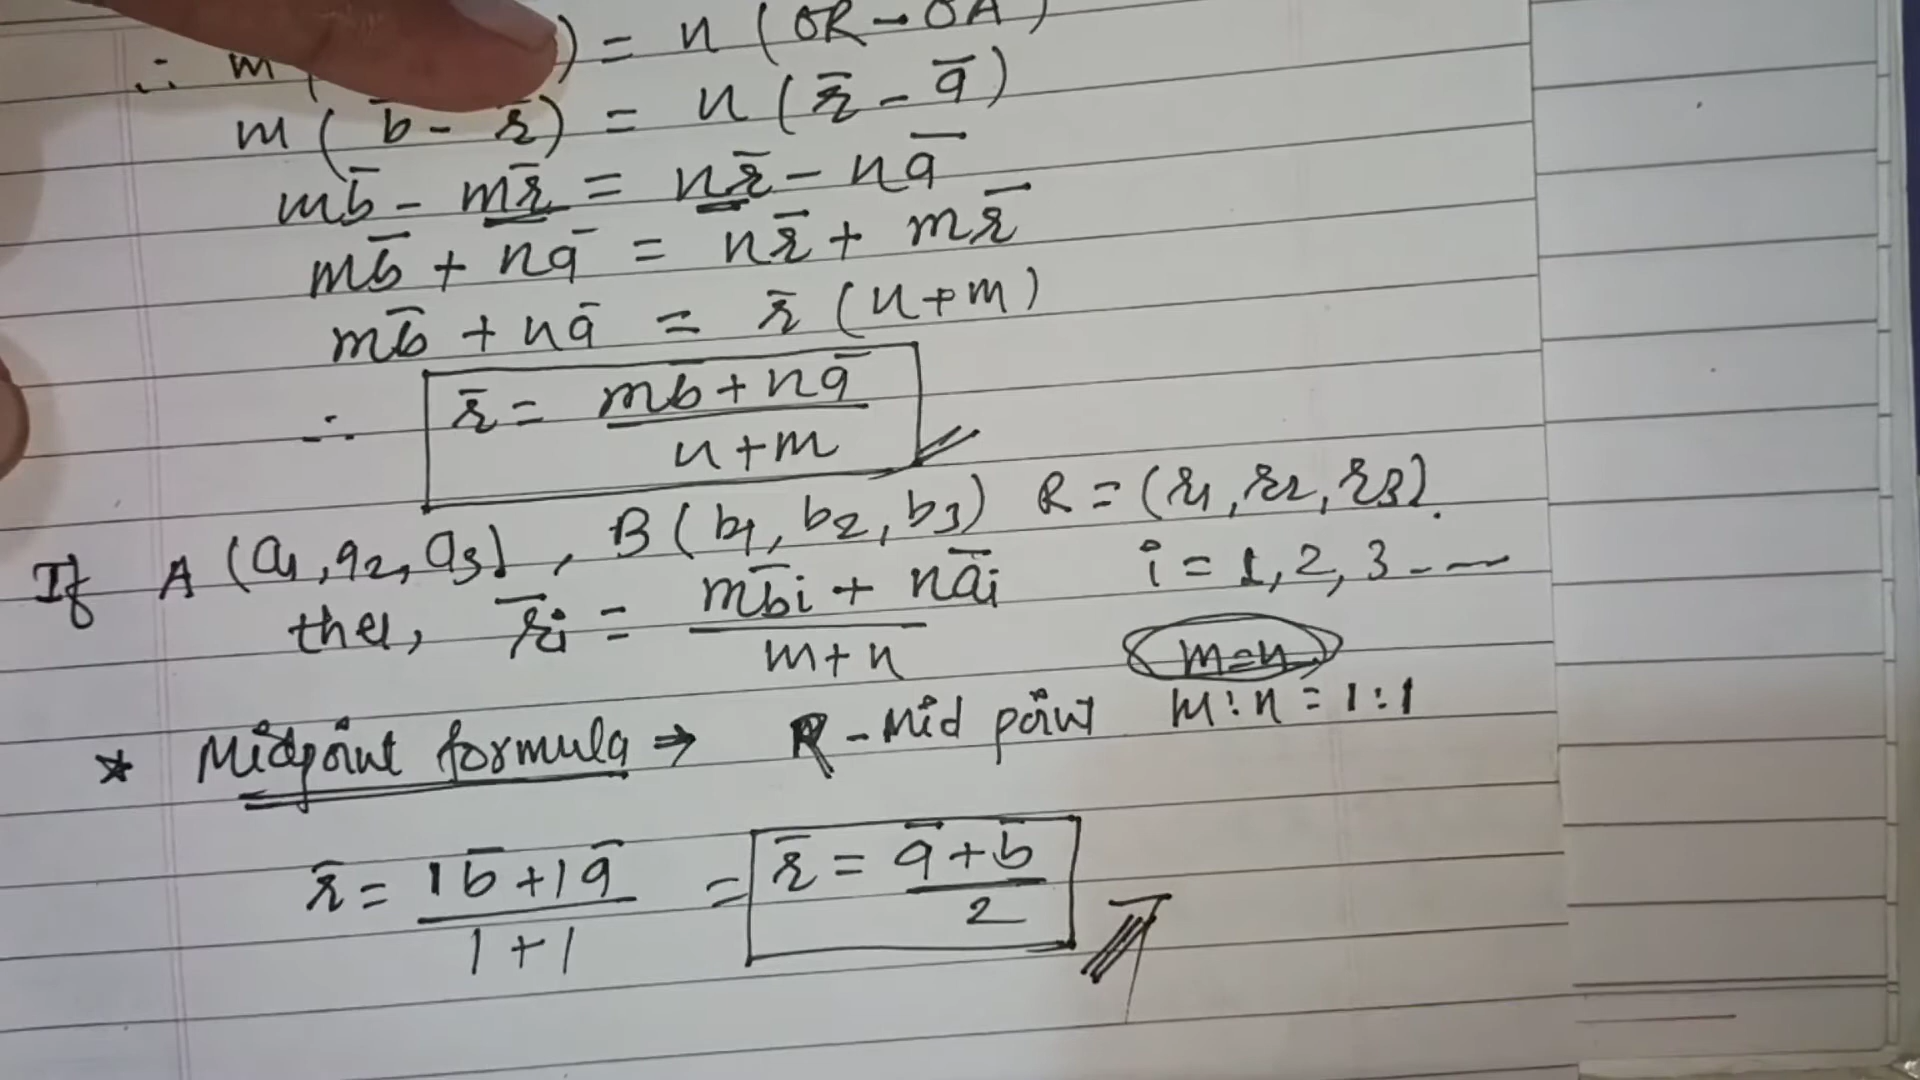 ∴ m( ) = n (OR - OA)
m ( b̄ - r̄ ) = n ( r̄ - ā )
mb̄ - mr̄ = nr̄ - nā
mb̄ + nā = nr̄ + mr̄
mb̄ + nā = r̄ (n+m)
∴ r̄ = mb̄ + nā / n+m
If A (a1, a2, a3), B (b1, b2, b3) R = (r1, r2, r3).
then, r̄i = mb̄i + nāi / m+n i = 1, 2, 3 - - -
m=n
* Midpoint formula ⇒ R - Mid point m:n = 1:1
r̄ = 1b̄ + 1ā / 1+1 = r̄ = ā + b̄ / 2